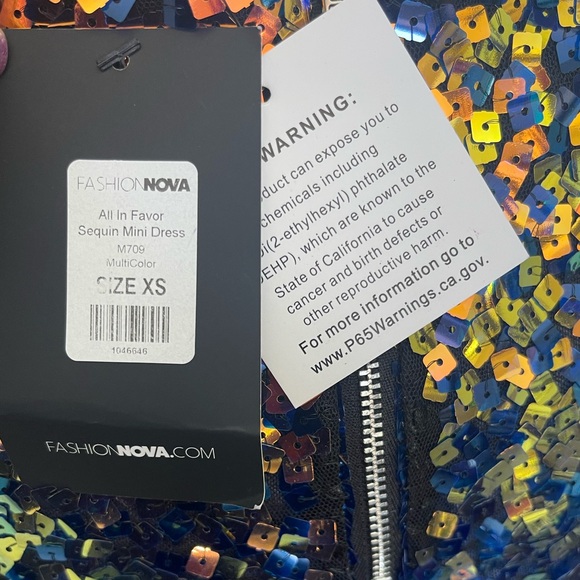 FASHIONNOVA
All In Favor
Sequin Mini Dress
M709
MultiColor
SIZE XS
1046646
FASHIONNOVA.COM
WARNING:
duct can expose you to
chemicals including
i(2-ethylhexyl) phthalate
EHP), which are known to the
State of California to cause
cancer and birth defects or
other reproductive harm.
For more information go to
www.P65Warnings.ca.gov.